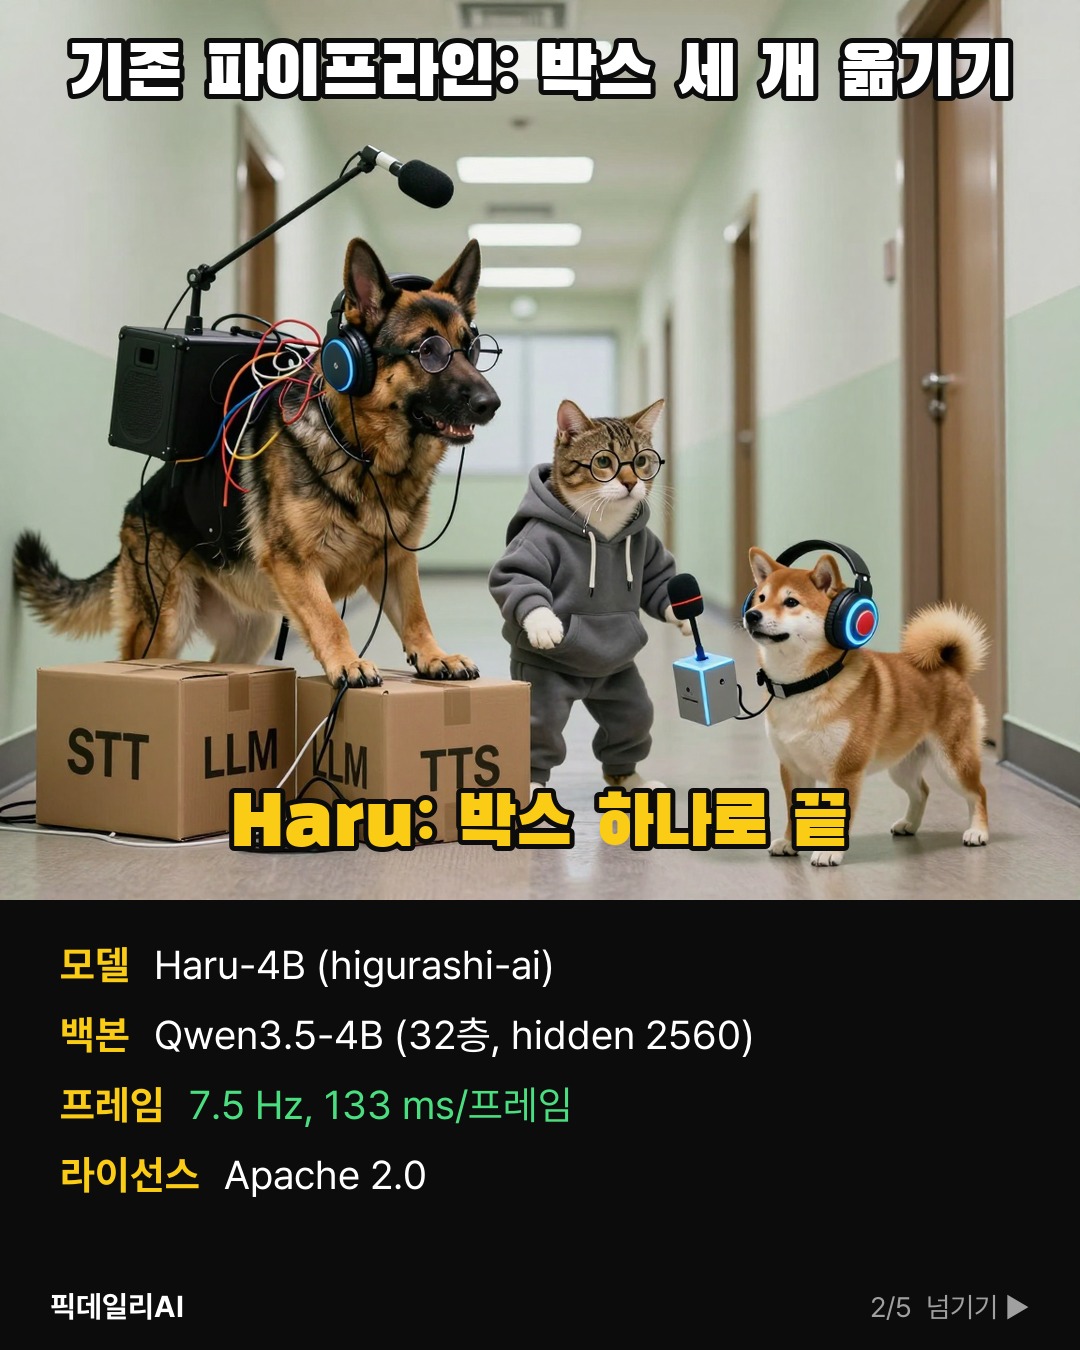 기존 파이프라인: 박스 세 개 옮기기
STT LLM LLM TTS
Haru: 박스 하나로 끝
모델 Haru-4B (higurashi-ai)
백본 Qwen3.5-4B (32층, hidden 2560)
프레임 7.5 Hz, 133 ms/프레임
라이선스 Apache 2.0
픽데일리AI
2/5 넘기기 ▶